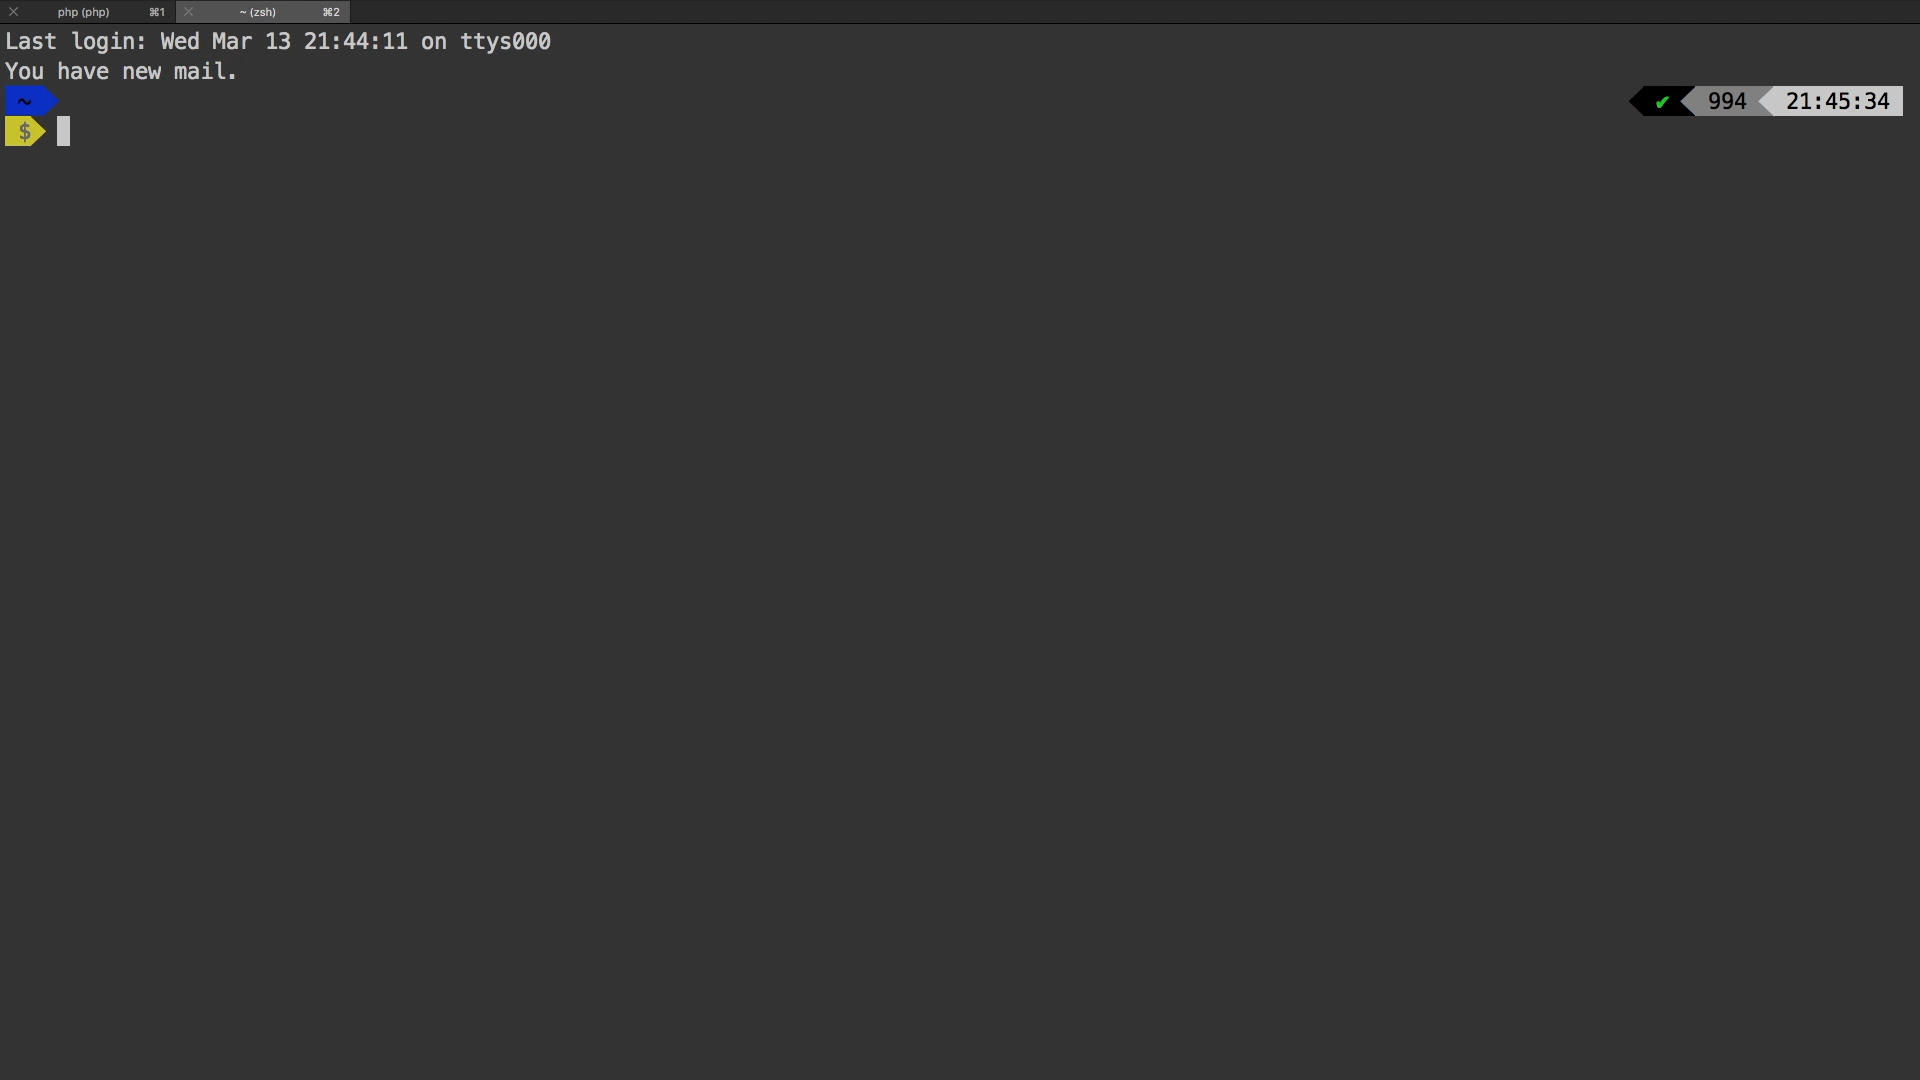 php (php) ⌘1 ~ (zsh) ⌘2
Last login: Wed Mar 13 21:44:11 on ttys000
You have new mail.
~ ✔ 994 21:45:34
$